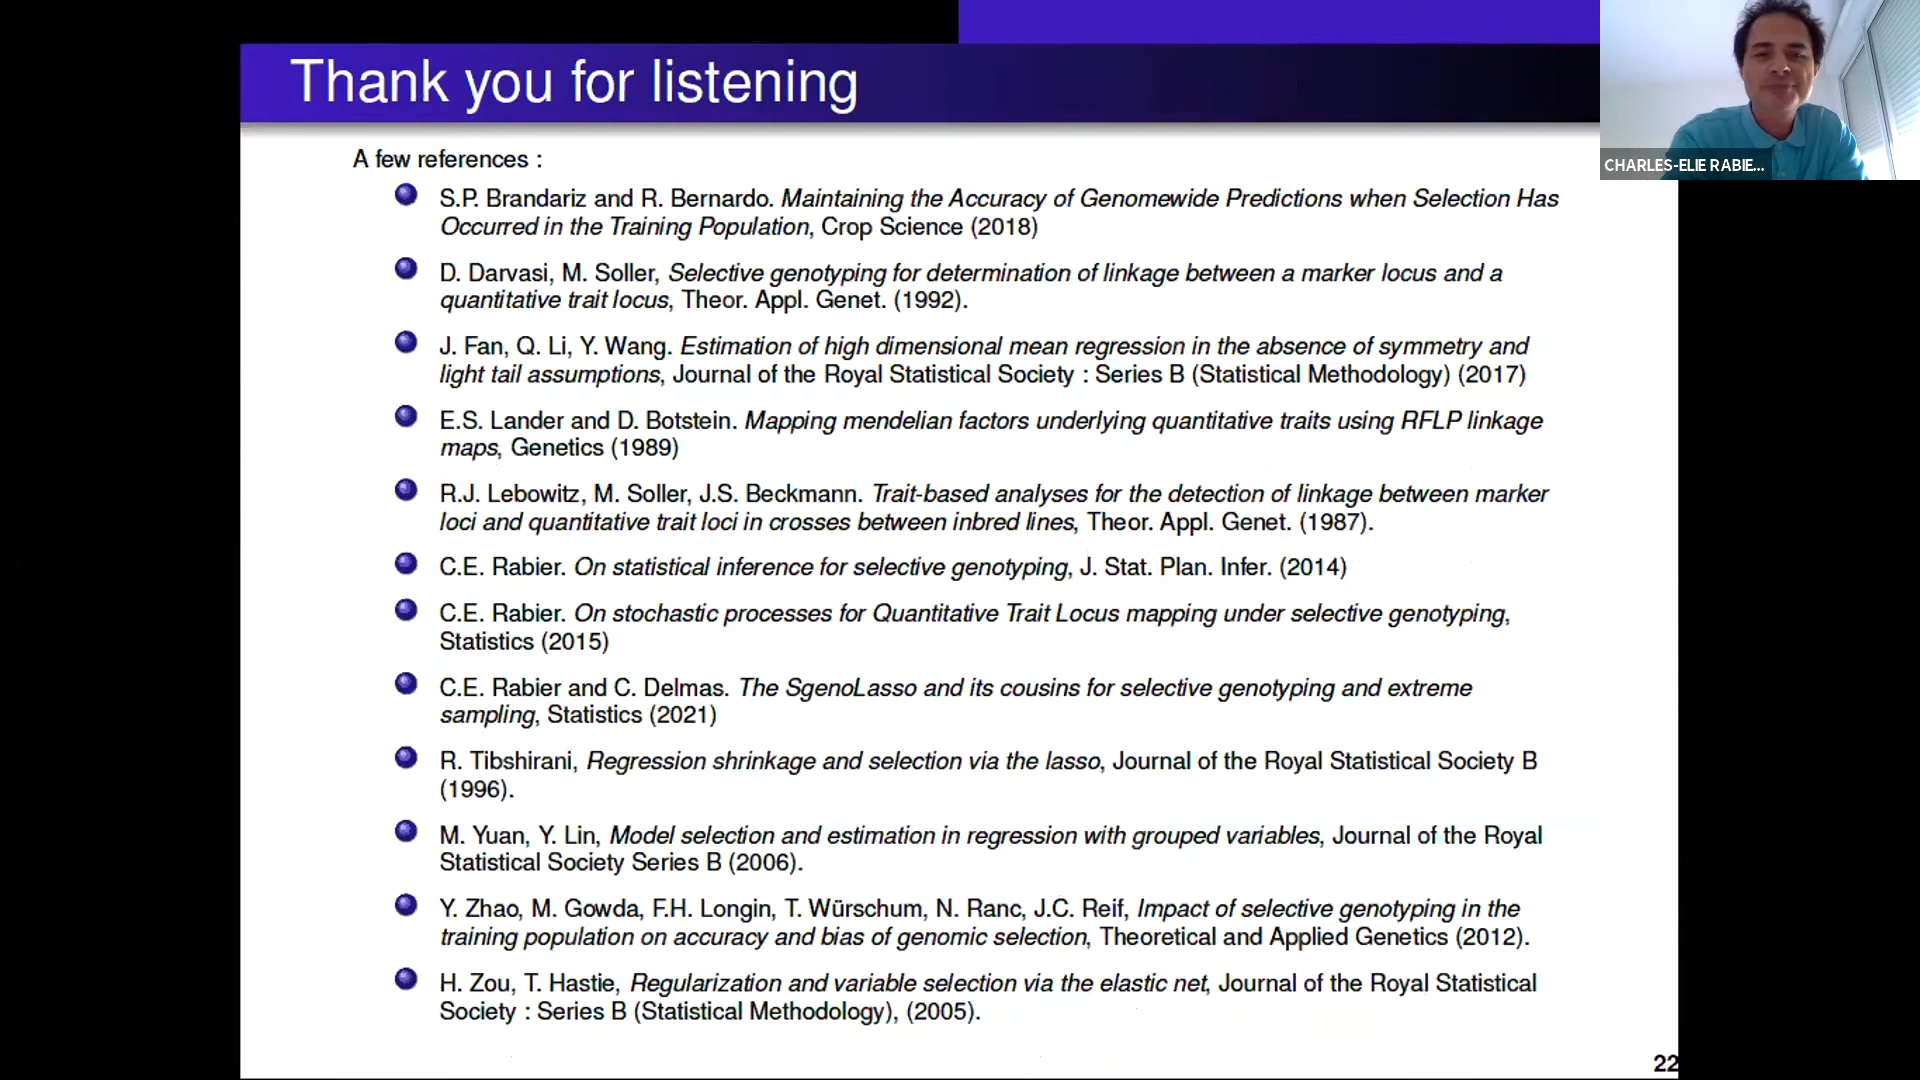 Thank you for listening
CHARLES-ELIE RABIE...
A few references :
S.P. Brandariz and R. Bernardo. Maintaining the Accuracy of Genomewide Predictions when Selection Has
Occurred in the Training Population, Crop Science (2018)
D. Darvasi, M. Soller, Selective genotyping for determination of linkage between a marker locus and a
quantitative trait locus, Theor. Appl. Genet. (1992).
J. Fan, Q. Li, Y. Wang. Estimation of high dimensional mean regression in the absence of symmetry and
light tail assumptions, Journal of the Royal Statistical Society : Series B (Statistical Methodology) (2017)
E.S. Lander and D. Botstein. Mapping mendelian factors underlying quantitative traits using RFLP linkage
maps, Genetics (1989)
R.J. Lebowitz, M. Soller, J.S. Beckmann. Trait-based analyses for the detection of linkage between marker
loci and quantitative trait loci in crosses between inbred lines, Theor. Appl. Genet. (1987).
C.E. Rabier. On statistical inference for selective genotyping, J. Stat. Plan. Infer. (2014)
C.E. Rabier. On stochastic processes for Quantitative Trait Locus mapping under selective genotyping,
Statistics (2015)
C.E. Rabier and C. Delmas. The SgenoLasso and its cousins for selective genotyping and extreme
sampling, Statistics (2021)
R. Tibshirani, Regression shrinkage and selection via the lasso, Journal of the Royal Statistical Society B
(1996).
M. Yuan, Y. Lin, Model selection and estimation in regression with grouped variables, Journal of the Royal
Statistical Society Series B (2006).
Y. Zhao, M. Gowda, F.H. Longin, T. Würschum, N. Ranc, J.C. Reif, Impact of selective genotyping in the
training population on accuracy and bias of genomic selection, Theoretical and Applied Genetics (2012).
H. Zou, T. Hastie, Regularization and variable selection via the elastic net, Journal of the Royal Statistical
Society : Series B (Statistical Methodology), (2005).
22